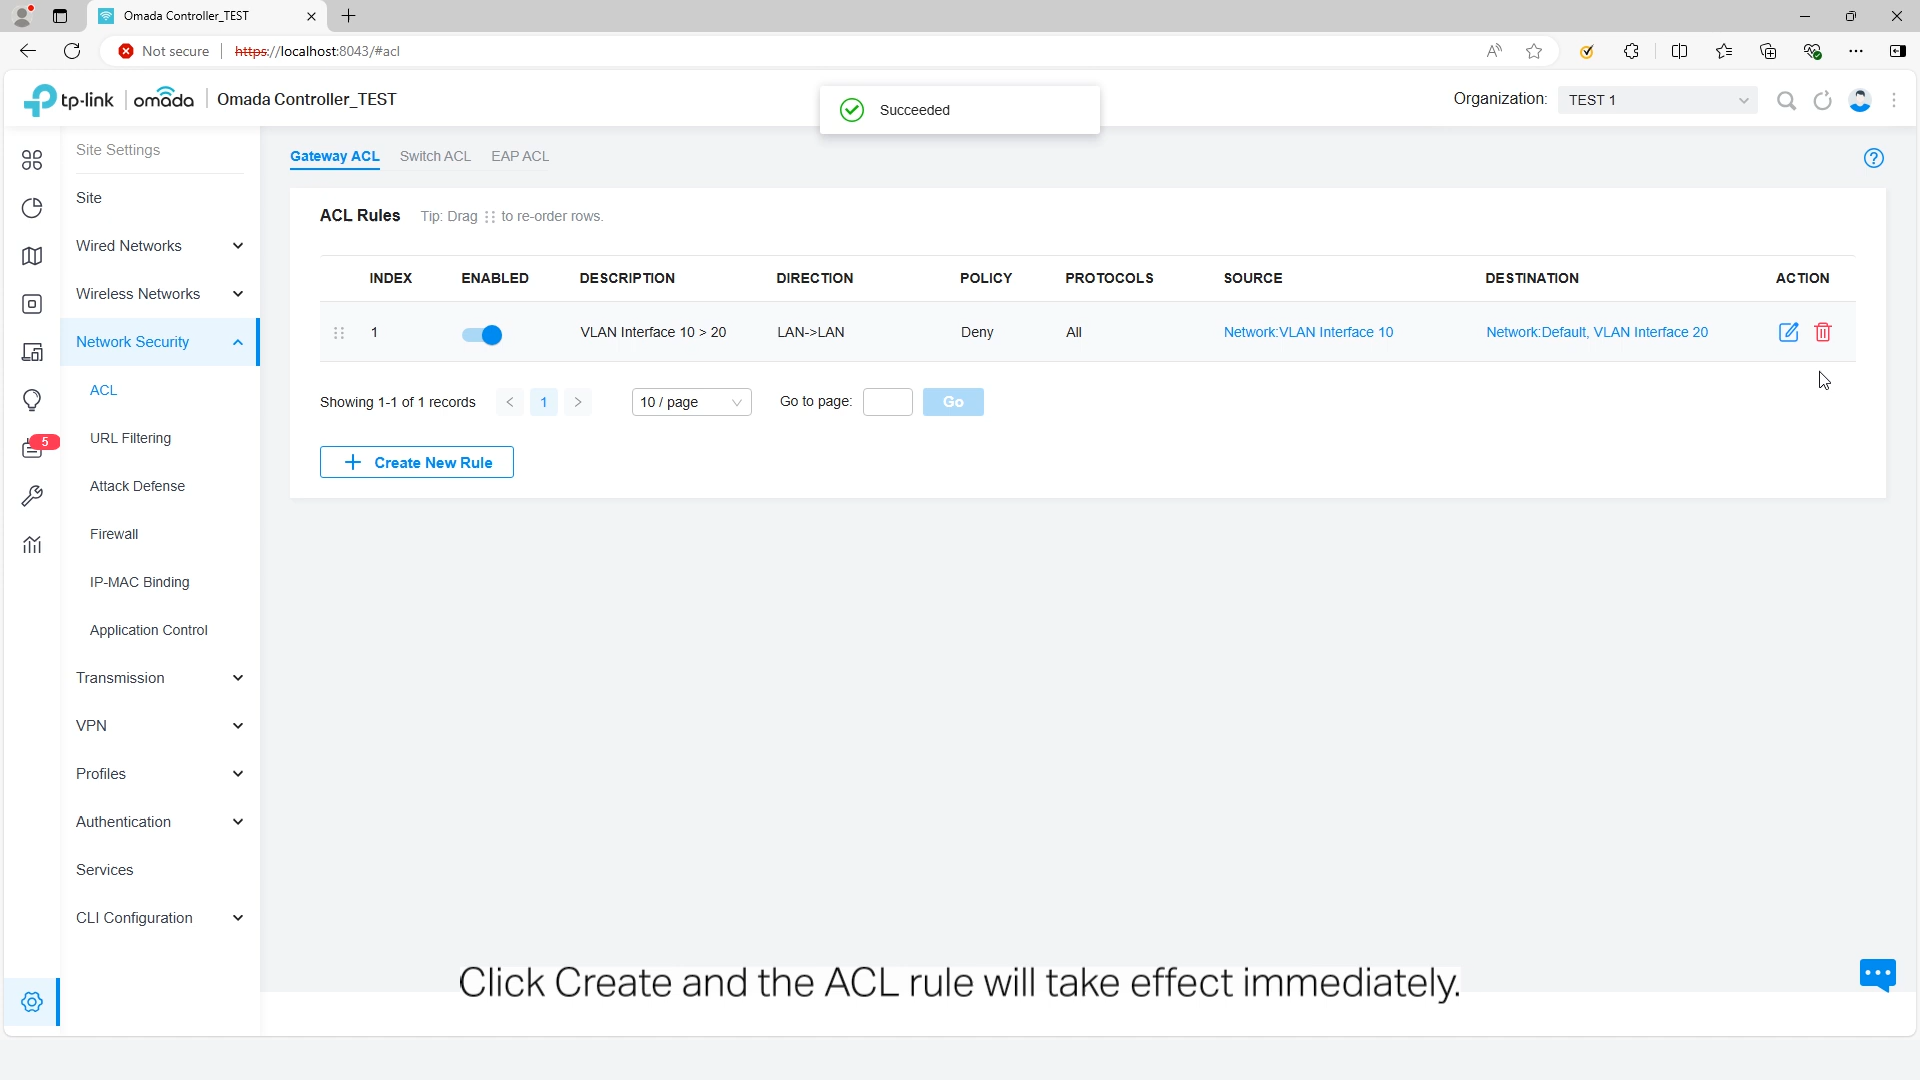 Omada Controller_TEST
Not secure
https://localhost:8043/#acl
tp-link | omada | Omada Controller_TEST
Succeeded
Organization: TEST 1
Site Settings
Site
Wired Networks
Wireless Networks
Network Security
ACL
URL Filtering
Attack Defense
Firewall
IP-MAC Binding
Application Control
Transmission
VPN
Profiles
Authentication
Services
CLI Configuration
5
Gateway ACL Switch ACL EAP ACL
ACL Rules Tip: Drag to re-order rows.
INDEX ENABLED DESCRIPTION DIRECTION POLICY PROTOCOLS SOURCE DESTINATION ACTION
1 VLAN Interface 10 > 20 LAN->LAN Deny All Network:VLAN Interface 10 Network:Default, VLAN Interface 20
Showing 1-1 of 1 records < 1 > 10 / page Go to page: Go
+ Create New Rule
Click Create and the ACL rule will take effect immediately.